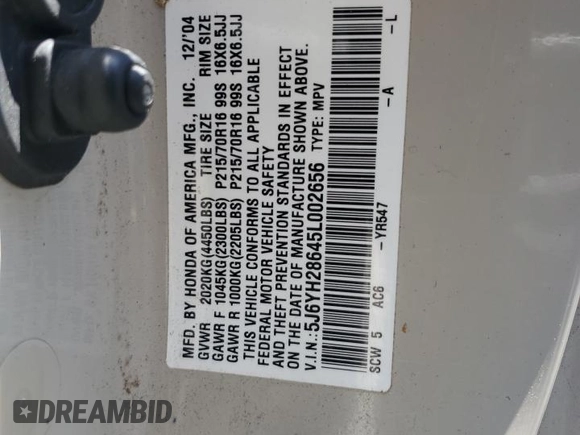 MFD. BY HONDA OF AMERICA MFG., INC. 12/'04
GVWR 2020KG(4450LBS) TIRE SIZE RIM SIZE
GAWR F 1045KG(2300LBS) P215/70R16 99S 16X6.5JJ
GAWR R 1000KG(2205LBS) P215/70R16 99S 16X6.5JJ
THIS VEHICLE CONFORMS TO ALL APPLICABLE
FEDERAL MOTOR VEHICLE SAFETY
AND THEFT PREVENTION STANDARDS IN EFFECT
ON THE DATE OF MANUFACTURE SHOWN ABOVE.
V.I.N.:5J6YH28645L002656 TYPE: MPV
SCW 5 AC6 -YR547 -A -L
DREAMBID.com